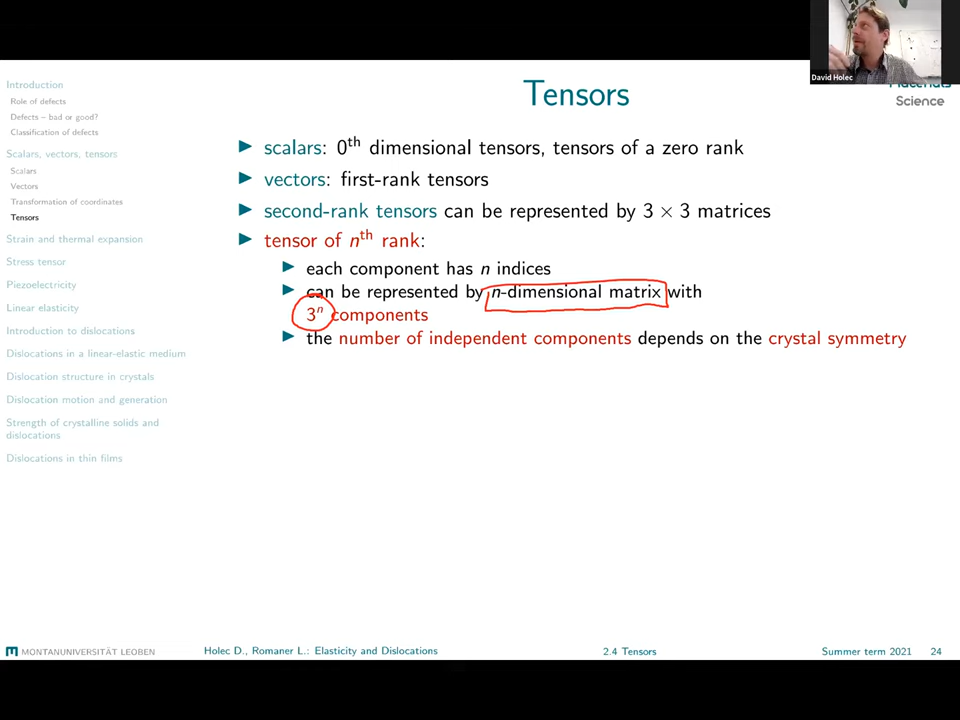 David Holec
Materials
Science
Introduction
Role of defects
Defects – bad or good?
Classification of defects
Scalars, vectors, tensors
Scalars
Vectors
Transformation of coordinates
Tensors
Strain and thermal expansion
Stress tensor
Piezoelectricity
Linear elasticity
Introduction to dislocations
Dislocations in a linear-elastic medium
Dislocation structure in crystals
Dislocation motion and generation
Strength of crystalline solids and
dislocations
Dislocations in thin films
Tensors
▶ scalars: 0th dimensional tensors, tensors of a zero rank
▶ vectors: first-rank tensors
▶ second-rank tensors can be represented by 3 × 3 matrices
▶ tensor of nth rank:
▶ each component has n indices
▶ can be represented by n-dimensional matrix with
3ⁿ components
▶ the number of independent components depends on the crystal symmetry
MONTANUNIVERSITÄT LEOBEN
Holec D., Romaner L.: Elasticity and Dislocations
2.4 Tensors
Summer term 2021 24